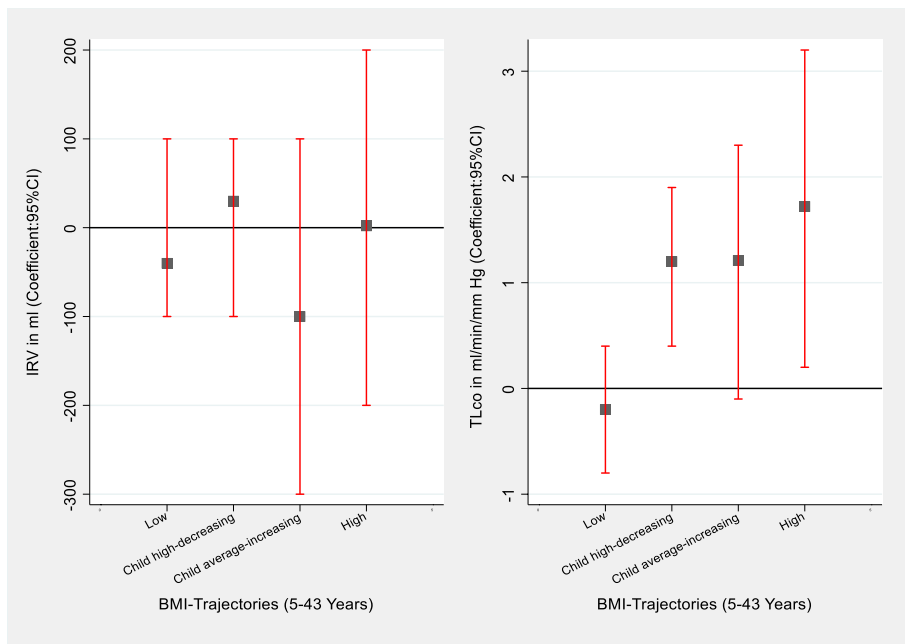 IRV in ml (Coefficient:95%CI)
200
100
0
-100
-200
-300
Low
Child high-decreasing
Child average-increasing
High
BMI-Trajectories (5-43 Years)
TLco in ml/min/mm Hg (Coefficient:95%CI)
3
2
1
0
-1
Low
Child high-decreasing
Child average-increasing
High
BMI-Trajectories (5-43 Years)